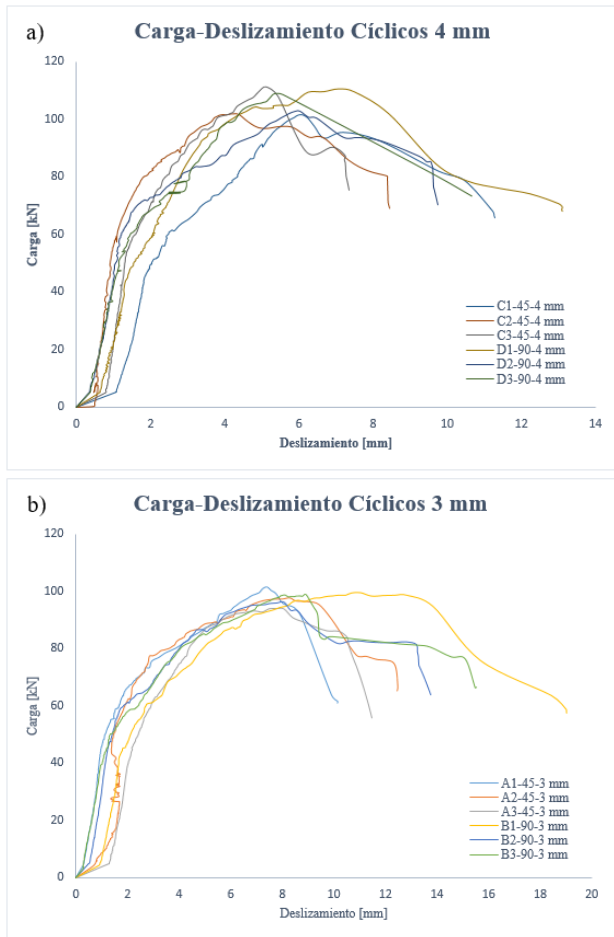 a)
Carga-Deslizamiento Cíclicos 4 mm
120
100
80
60
40
20
0
Carga [kN]
0 2 4 6 8 10 12 14
Deslizamiento [mm]
C1-45-4 mm
C2-45-4 mm
C3-45-4 mm
D1-90-4 mm
D2-90-4 mm
D3-90-4 mm
b)
Carga-Deslizamiento Cíclicos 3 mm
120
100
80
60
40
20
0
Carga [kN]
0 2 4 6 8 10 12 14 16 18 20
Deslizamiento [mm]
A1-45-3 mm
A2-45-3 mm
A3-45-3 mm
B1-90-3 mm
B2-90-3 mm
B3-90-3 mm